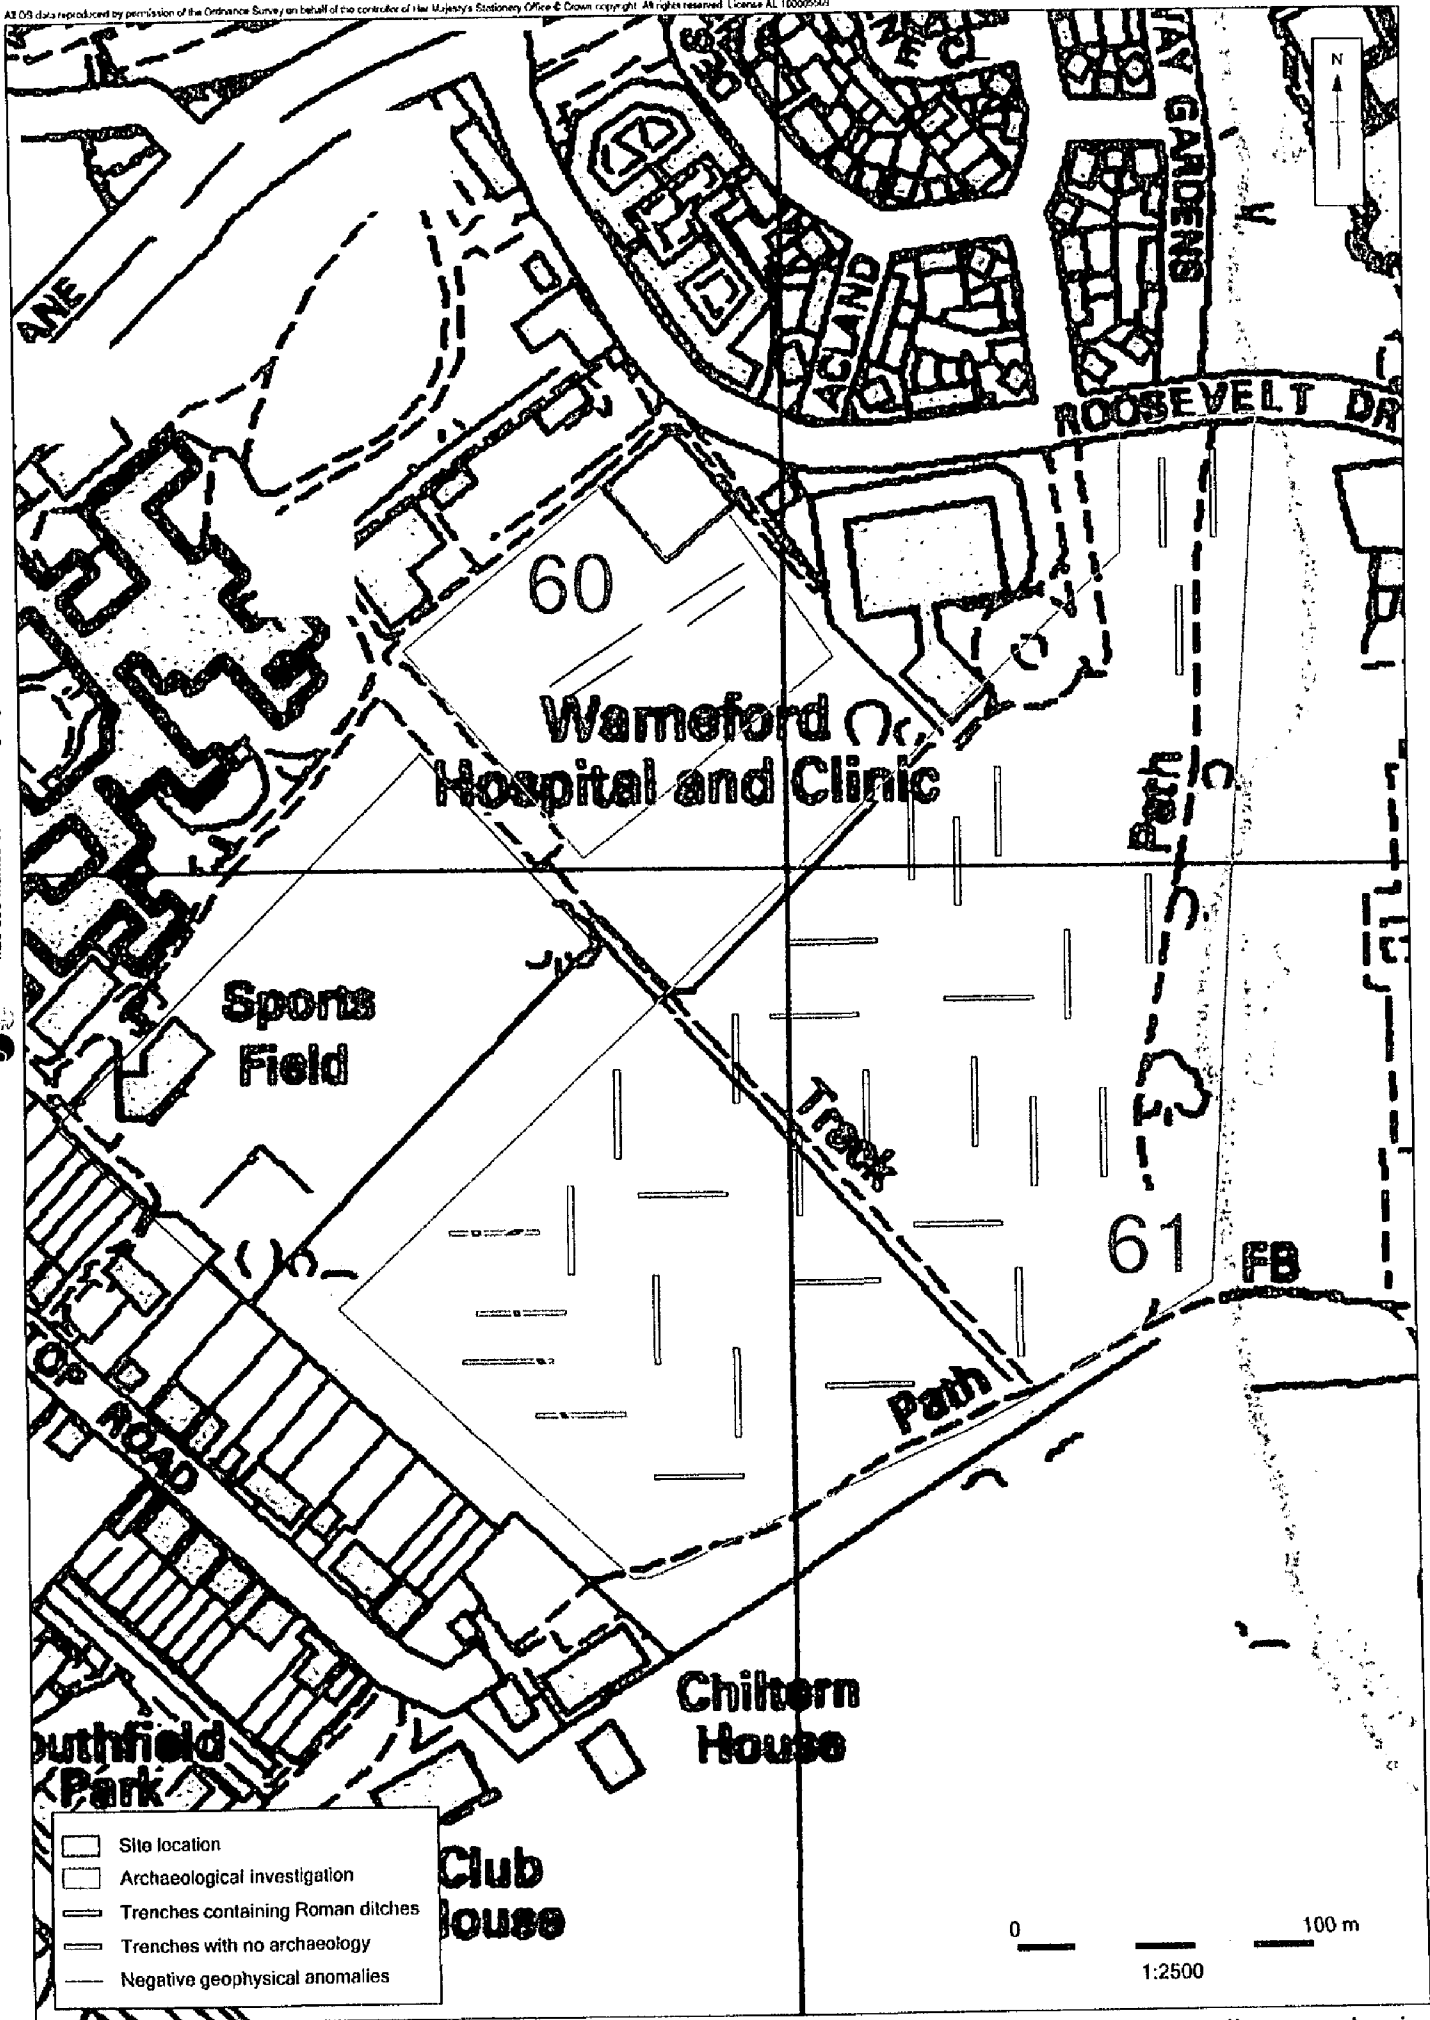 All OS data reproduced by permission of the Ordnance Survey on behalf of the controller of Her Majesty's Stationery Office © Crown copyright. All rights reserved. License AL
N
GARDENS
ACLAND
ANE
ROOSEVELT DR
60
Warneford
Hospital and Clinic
Path
Sports
Field
Track
61
FB
Path
TOP ROAD
Chiltern
House
outhfield
Park
Club
House
Site location
Archaeological investigation
Trenches containing Roman ditches
Trenches with no archaeology
Negative geophysical anomalies
0 100 m
1:2500